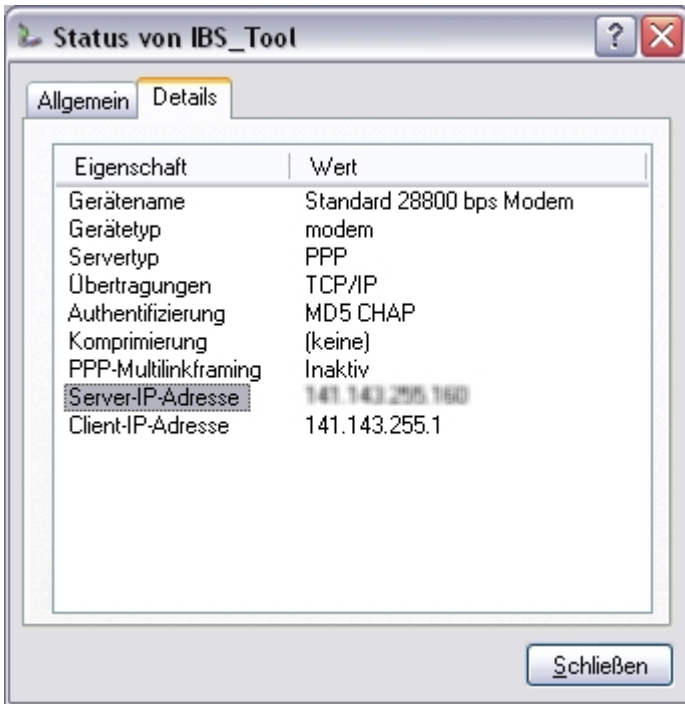 Status von IBS_Tool
Allgemein Details
Eigenschaft Wert
Gerätename Standard 28800 bps Modem
Gerätetyp modem
Servertyp PPP
Übertragungen TCP/IP
Authentifizierung MD5 CHAP
Komprimierung (keine)
PPP-Multilinkframing Inaktiv
Server-IP-Adresse
Client-IP-Adresse 141.143.255.1
Schließen